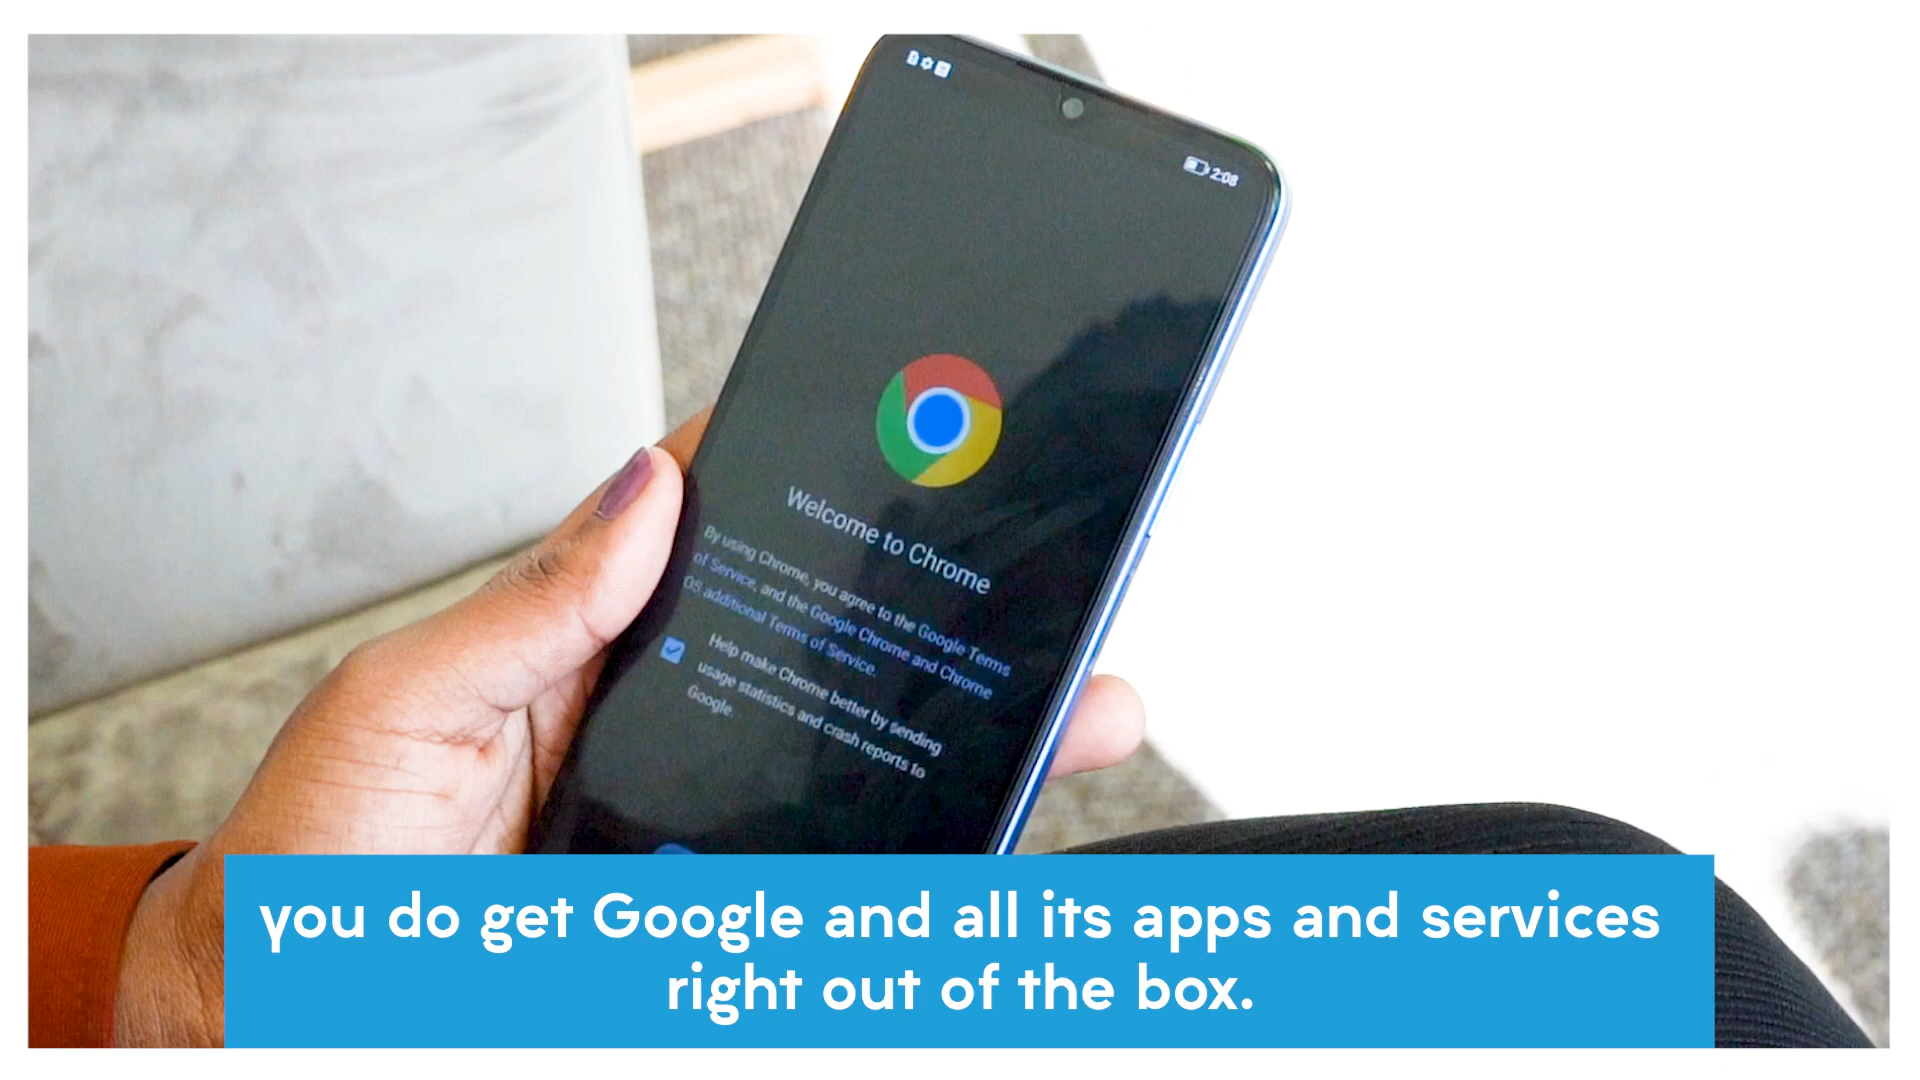 2:08
Welcome to Chrome
By using Chrome, you agree to the Google Terms
of Service, and the Google Chrome and Chrome
OS additional Terms of Service.
Help make Chrome better by sending
usage statistics and crash reports to
Google.
you do get Google and all its apps and services
right out of the box.